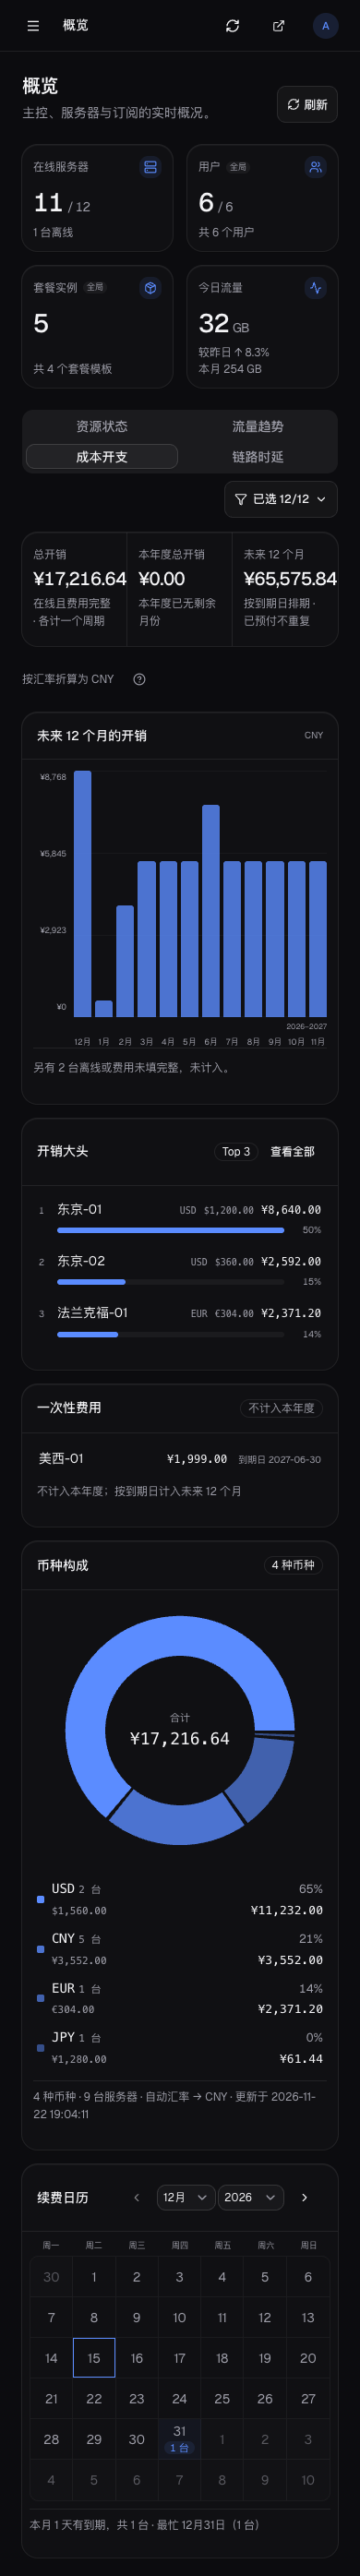 概览
A
概览
主控、服务器与订阅的实时概况。
刷新
在线服务器
11 / 12
1 台离线
用户 全局
6 / 6
共 6 个用户
套餐实例 全局
5
共 4 个套餐模板
今日流量
32 GB
较昨日 ↑ 8.3%
本月 254 GB
资源状态
流量趋势
成本开支
链路时延
已选 12/12
总开销
¥17,216.64
在线且费用完整
· 各计一个周期
本年度总开销
¥0.00
本年度已无剩余
月份
未来 12 个月
¥65,575.84
按到期日排期 ·
已预付不重复
按汇率折算为 CNY
未来 12 个月的开销
CNY
¥8,768
¥5,845
¥2,923
¥0
2026–2027
12月 1月 2月 3月 4月 5月 6月 7月 8月 9月 10月 11月
另有 2 台离线或费用未填完整，未计入。
开销大头
Top 3
查看全部
1 东京-01 USD $1,200.00 ¥8,640.00
50%
2 东京-02 USD $360.00 ¥2,592.00
15%
3 法兰克福-01 EUR €304.00 ¥2,371.20
14%
一次性费用
不计入本年度
美西-01 ¥1,999.00 到期日 2027-06-30
不计入本年度；按到期日计入未来 12 个月
币种构成
4 种币种
合计
¥17,216.64
USD 2 台 65%
$1,560.00 ¥11,232.00
CNY 5 台 21%
¥3,552.00 ¥3,552.00
EUR 1 台 14%
€304.00 ¥2,371.20
JPY 1 台 0%
¥1,280.00 ¥61.44
4 种币种 · 9 台服务器 · 自动汇率 → CNY · 更新于 2026-11-
22 19:04:11
续费日历
12月
2026
周一 周二 周三 周四 周五 周六 周日
30 1 2 3 4 5 6
7 8 9 10 11 12 13
14 15 16 17 18 19 20
21 22 23 24 25 26 27
28 29 30 31 1 2 3
1 台
4 5 6 7 8 9 10
本月 1 天有到期，共 1 台 · 最忙 12月31日（1 台）